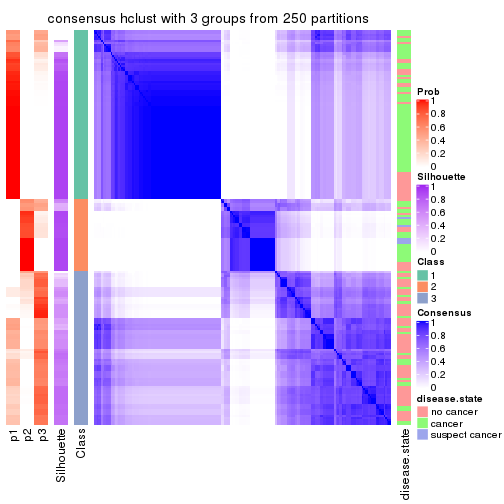 consensus hclust with 3 groups from 250 partitions
Prob
1
0.8
0.6
0.4
0.2
0
Silhouette
1
0.8
0.6
0.4
0.2
0
Class
1
2
3
Consensus
1
0.8
0.6
0.4
0.2
0
disease.state
no cancer
cancer
suspect cancer
p1
p2
p3
Silhouette
Class
disease.state